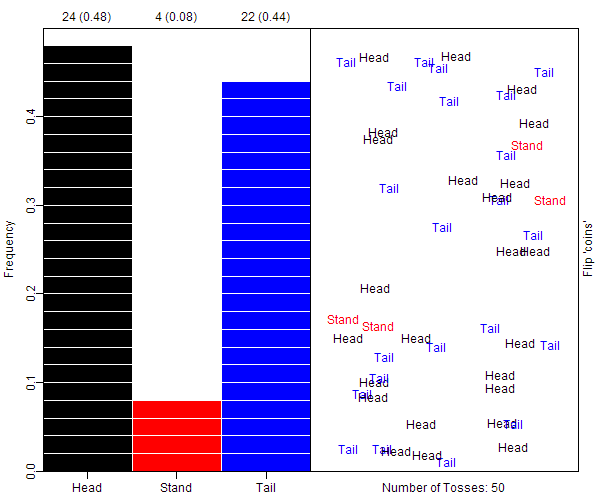 24 (0.48) 4 (0.08) 22 (0.44)
Frequency
0.0 0.1 0.2 0.3 0.4
Head Stand Tail
Tail Head Tail Head
Tail Tail
Tail Tail Tail Head
Head Head
Head Stand
Tail
Tail Head Head
Head Tail Stand
Tail Tail
Head Head
Head
Stand Stand Tail
Head Head Tail Head Tail
Tail
Tail Head Head
Tail Head Head
Head Head Tail
Tail Tail Head Head Tail Head
Flip 'coins'
Number of Tosses: 50